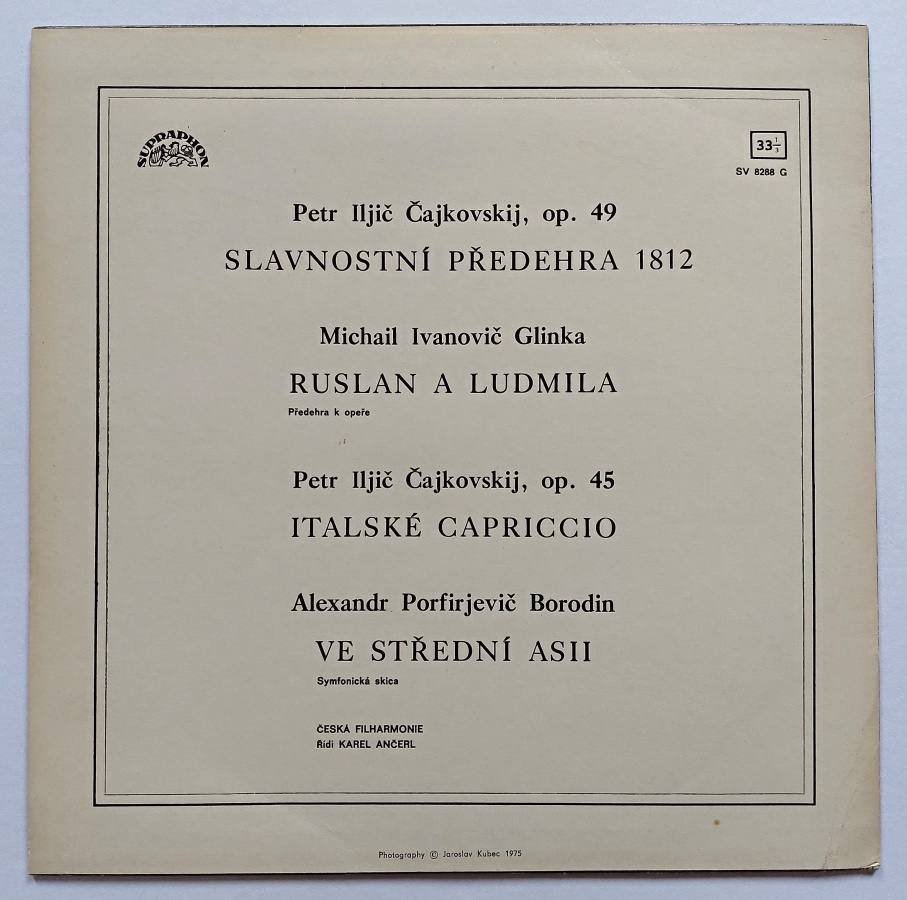 SUPRAPHON
33 1/3
SV 8288 G
Petr Iljič Čajkovskij, op. 49
SLAVNOSTNÍ PŘEDEHRA 1812
Michail Ivanovič Glinka
RUSLAN A LUDMILA
Předehra k opeře
Petr Iljič Čajkovskij, op. 45
ITALSKÉ CAPRICCIO
Alexandr Porfirjevič Borodin
VE STŘEDNÍ ASII
Symfonická skica
ČESKÁ FILHARMONIE
Řídí KAREL ANČERL
Photography © Jaroslav Kubec 1975